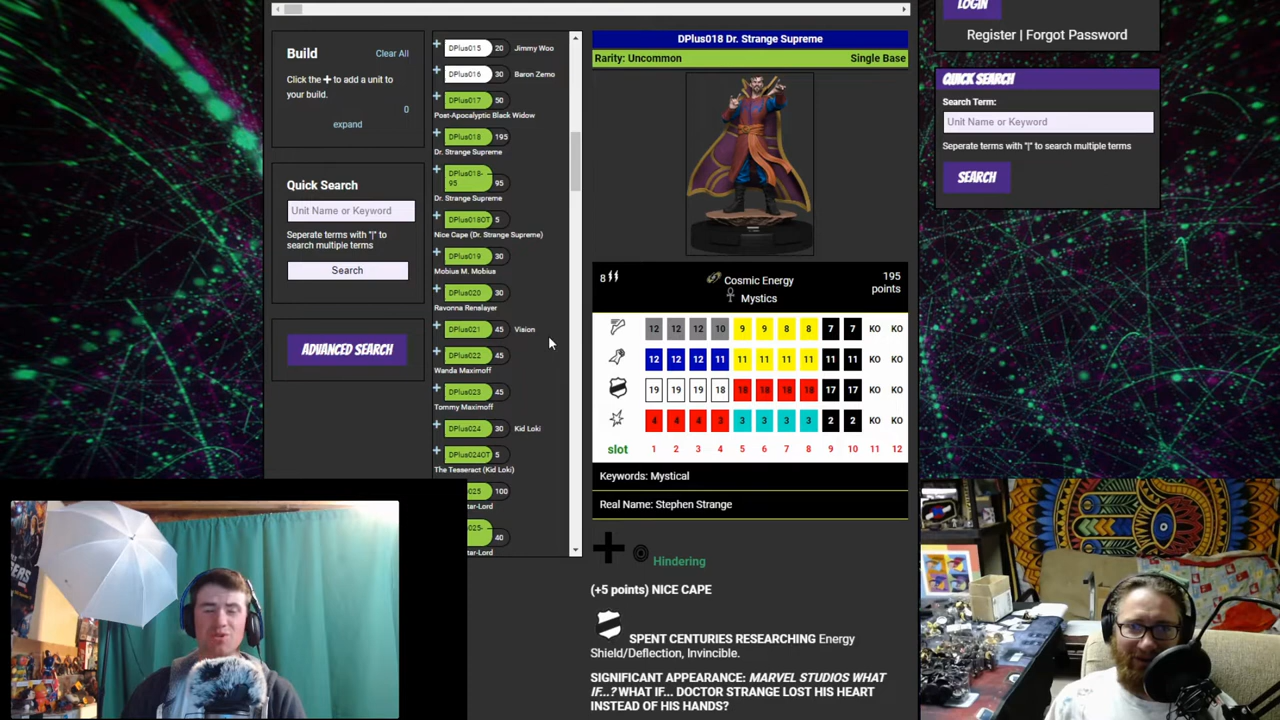 Build
Clear All
Click the + to add a unit to
your build.
0
expand
Quick Search
Unit Name or Keyword
Seperate terms with "|" to
search multiple terms
Search
ADVANCED SEARCH
DPlus015 20 Jimmy Woo
DPlus016 30 Baron Zemo
DPlus017 50
Post-Apocalyptic Black Widow
DPlus018 195
Dr. Strange Supreme
DPlus018-
95 95
Dr. Strange Supreme
DPlus018OT 5
Nice Cape (Dr. Strange Supreme)
DPlus019 30
Mobius M. Mobius
DPlus020 30
Ravonna Renslayer
DPlus021 45 Vision
DPlus022 45
Wanda Maximoff
DPlus023 45
Tommy Maximoff
DPlus024 30 Kid Loki
DPlus024OT 5
The Tesseract (Kid Loki)
025 100
tar-Lord
025-
40
tar-Lord
DPlus018 Dr. Strange Supreme
Rarity: Uncommon Single Base
8
Cosmic Energy
Mystics
195
points
12 12 12 10 9 9 8 8 7 7 KO KO
12 12 12 11 11 11 11 11 11 11 KO KO
19 19 19 18 18 18 18 18 17 17 KO KO
4 4 4 3 3 3 3 3 2 2 KO KO
slot 1 2 3 4 5 6 7 8 9 10 11 12
Keywords: Mystical
Real Name: Stephen Strange
Hindering
(+5 points) NICE CAPE
SPENT CENTURIES RESEARCHING Energy
Shield/Deflection, Invincible.
SIGNIFICANT APPEARANCE: MARVEL STUDIOS WHAT
IF...? WHAT IF... DOCTOR STRANGE LOST HIS HEART
INSTEAD OF HIS HANDS?
LOGIN
Register | Forgot Password
QUICK SEARCH
Search Term:
Unit Name or Keyword
Seperate terms with "|" to search multiple terms
SEARCH